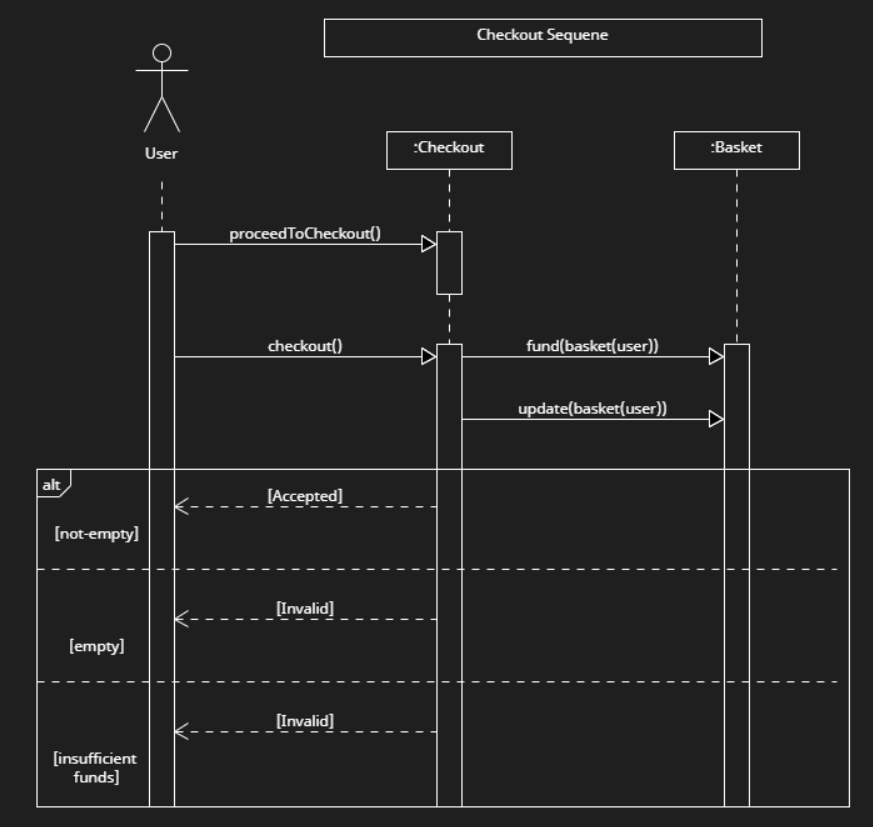 Checkout Sequene
User
:Checkout
:Basket
proceedToCheckout()
checkout()
fund(basket(user))
update(basket(user))
alt
[Accepted]
[not-empty]
[Invalid]
[empty]
[Invalid]
[insufficient
funds]